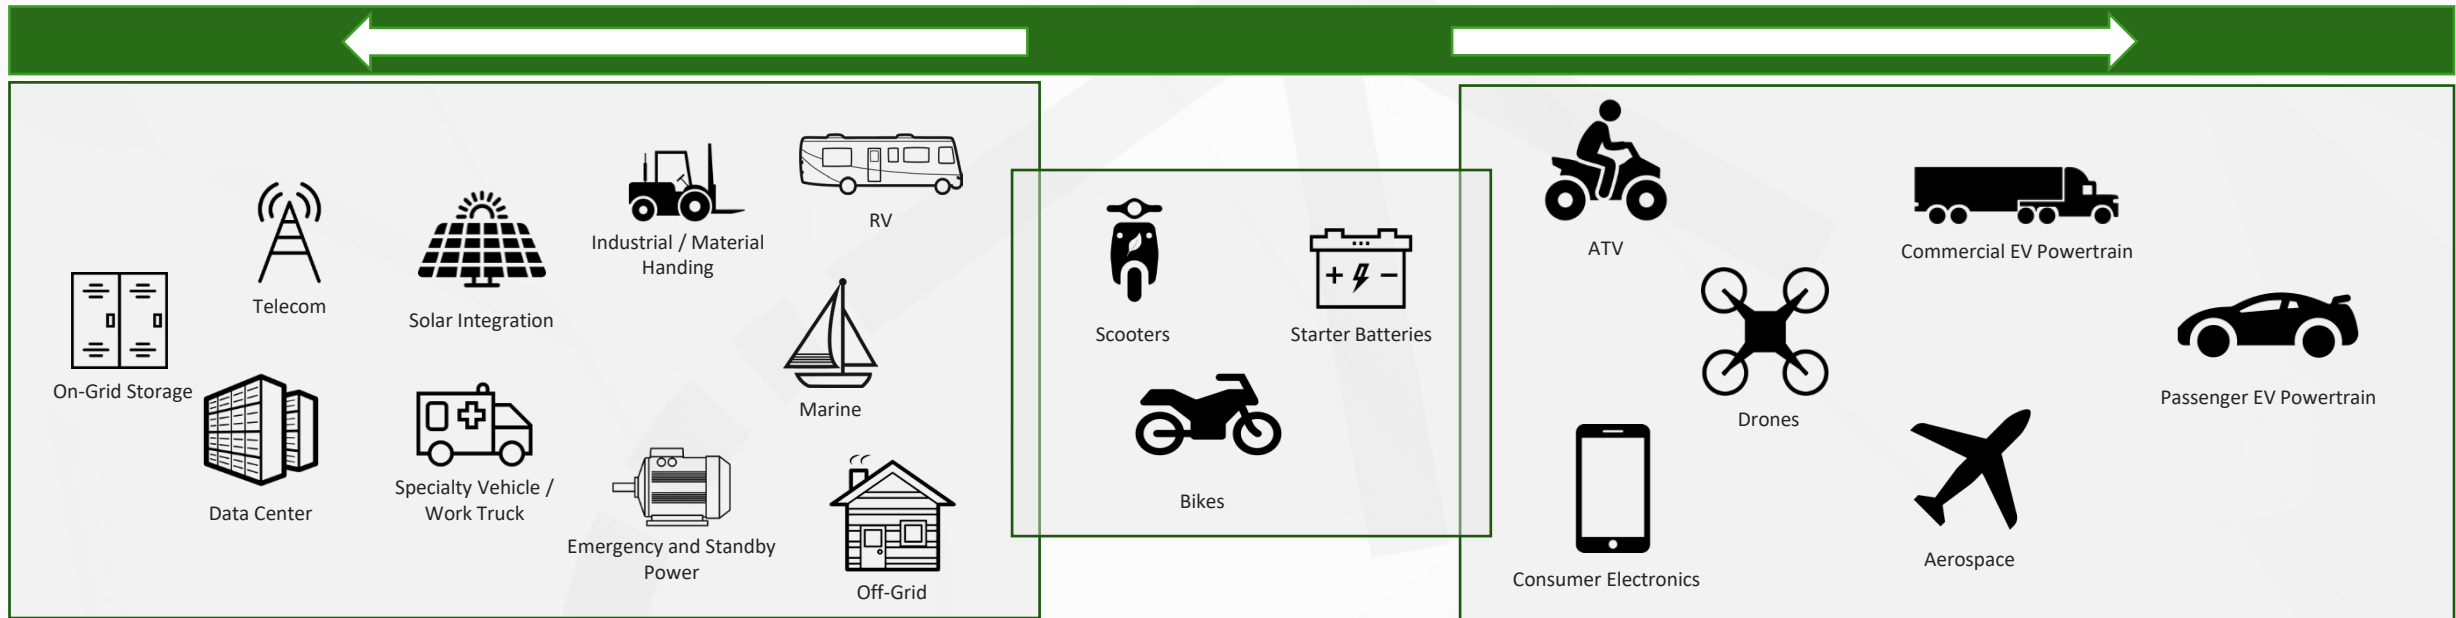 RV
Industrial / Material
Handing
Telecom
Solar Integration
On-Grid Storage
Marine
Data Center
Specialty Vehicle /
Work Truck
Emergency and Standby
Power
Off-Grid
Scooters
Starter Batteries
Bikes
ATV
Commercial EV Powertrain
Drones
Passenger EV Powertrain
Consumer Electronics
Aerospace